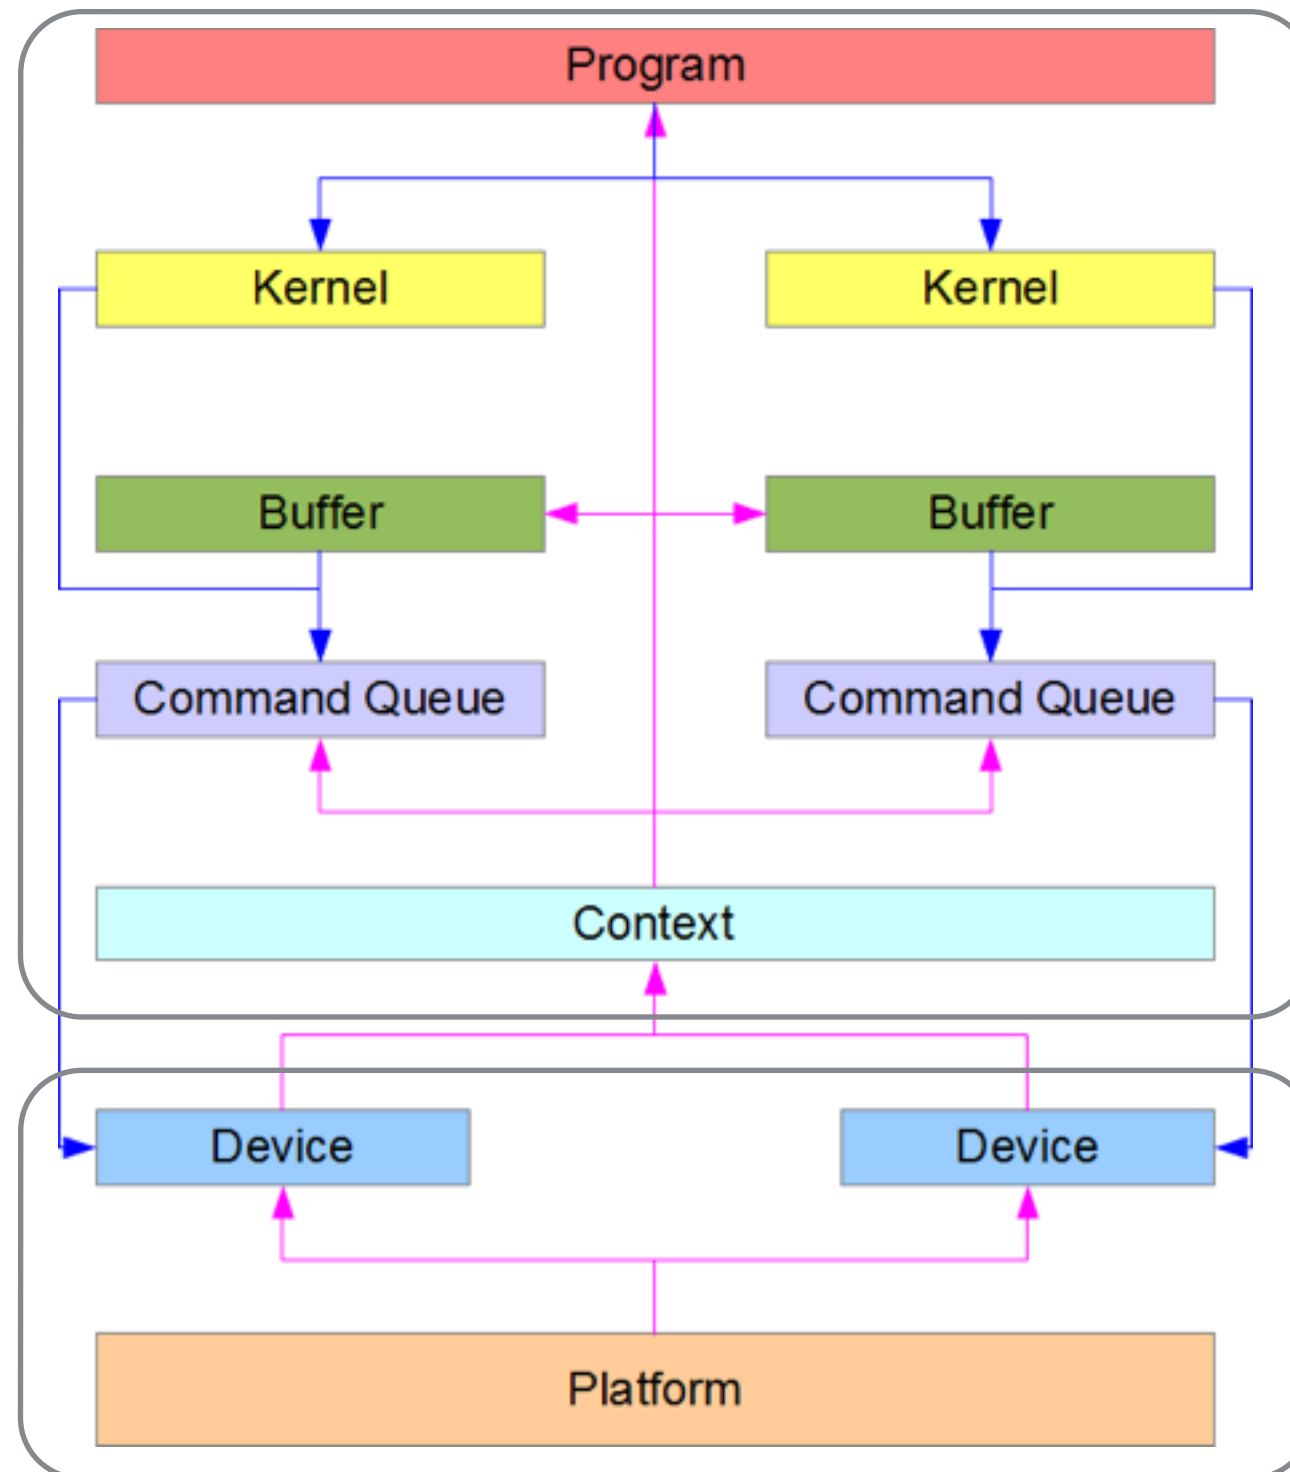 Program
Kernel
Kernel
Buffer
Buffer
Command Queue
Command Queue
Context
Device
Device
Platform